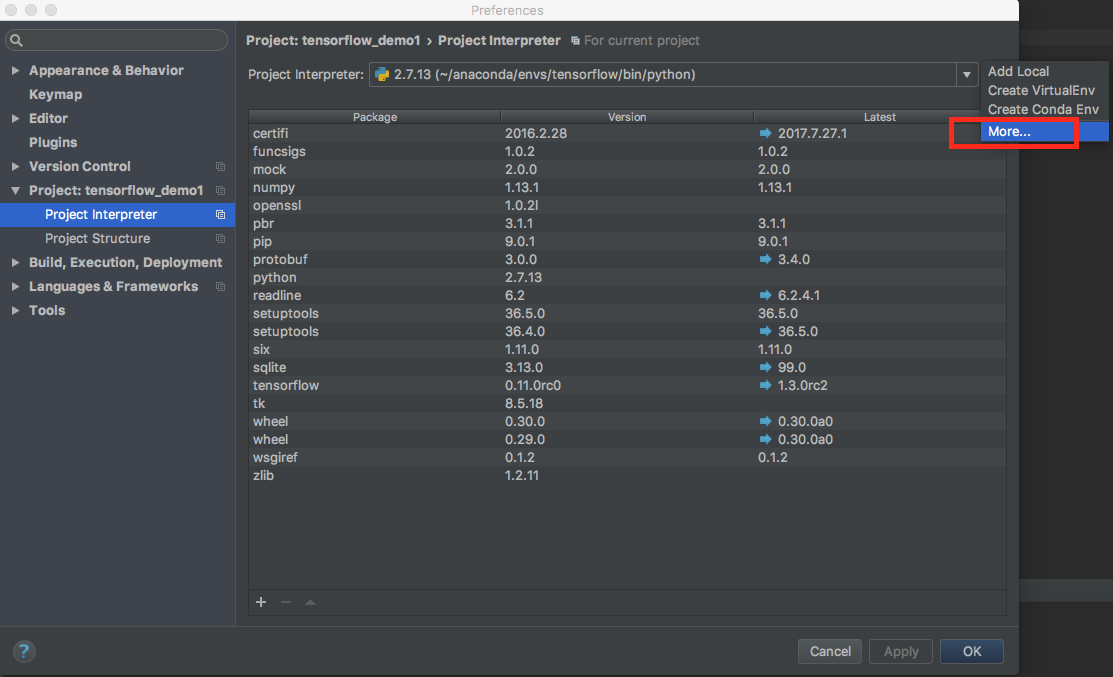 Preferences
Project: tensorflow_demo1 › Project Interpreter For current project
Project Interpreter: 2.7.13 (~/anaconda/envs/tensorflow/bin/python)
Add Local
Create VirtualEnv
Create Conda Env
More...
Appearance & Behavior
Keymap
Editor
Plugins
Version Control
Project: tensorflow_demo1
Project Interpreter
Project Structure
Build, Execution, Deployment
Languages & Frameworks
Tools
Package Version Latest
certifi 2016.2.28 2017.7.27.1
funcsigs 1.0.2 1.0.2
mock 2.0.0 2.0.0
numpy 1.13.1 1.13.1
openssl 1.0.2l
pbr 3.1.1 3.1.1
pip 9.0.1 9.0.1
protobuf 3.0.0 3.4.0
python 2.7.13
readline 6.2 6.2.4.1
setuptools 36.5.0 36.5.0
setuptools 36.4.0 36.5.0
six 1.11.0 1.11.0
sqlite 3.13.0 99.0
tensorflow 0.11.0rc0 1.3.0rc2
tk 8.5.18
wheel 0.30.0 0.30.0a0
wheel 0.29.0 0.30.0a0
wsgiref 0.1.2 0.1.2
zlib 1.2.11
+ −
?
Cancel Apply OK